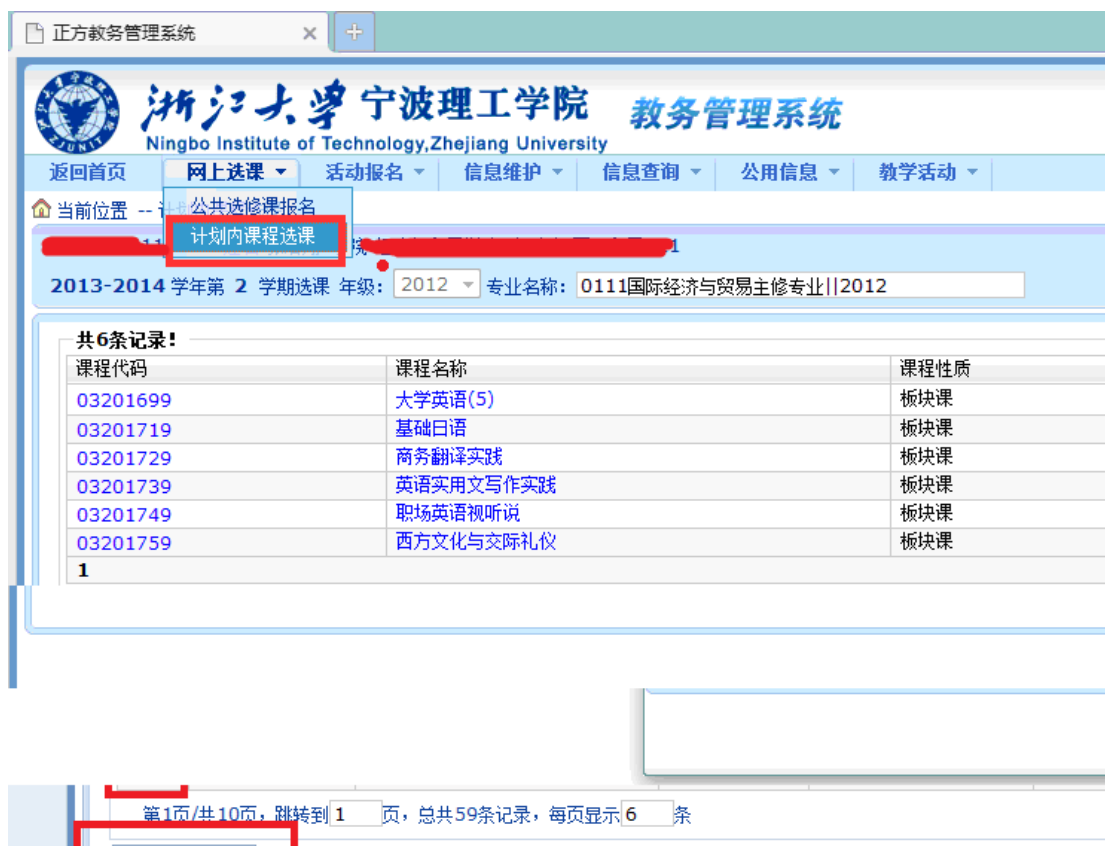 正方教务管理系统
浙江大学 宁波理工学院 教务管理系统
Ningbo Institute of Technology,Zhejiang University
返回首页 网上选课 活动报名 信息维护 信息查询 公用信息 教学活动
当前位置 -- 计 公共选修课报名
计划内课程选课
2013-2014 学年第 2 学期选课 年级: 2012 专业名称: 0111国际经济与贸易主修专业||2012
共6条记录!
课程代码 课程名称 课程性质
03201699 大学英语(5) 板块课
03201719 基础日语 板块课
03201729 商务翻译实践 板块课
03201739 英语实用文写作实践 板块课
03201749 职场英语视听说 板块课
03201759 西方文化与交际礼仪 板块课
1
第1页/共10页，跳转到 1 页，总共59条记录，每页显示 6 条